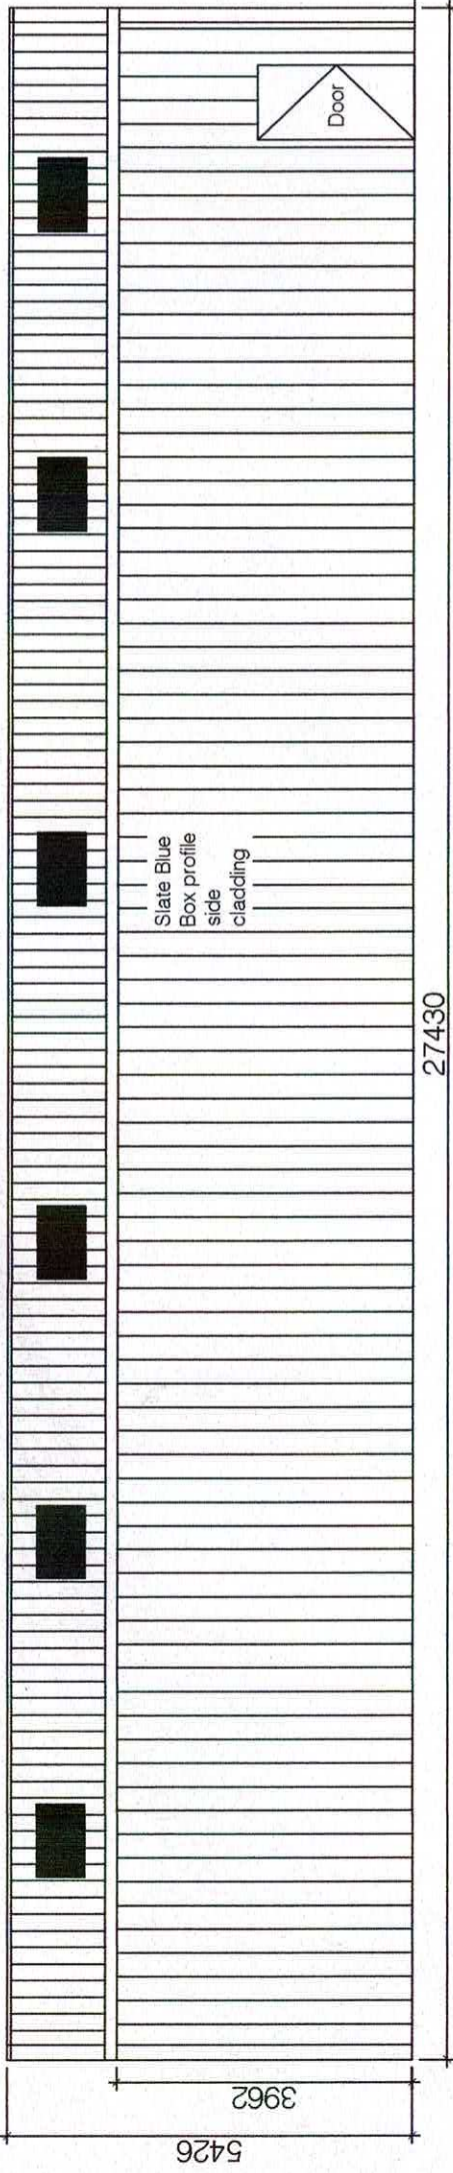 Door
Slate Blue
Box profile
side
cladding
27430
3962
5426